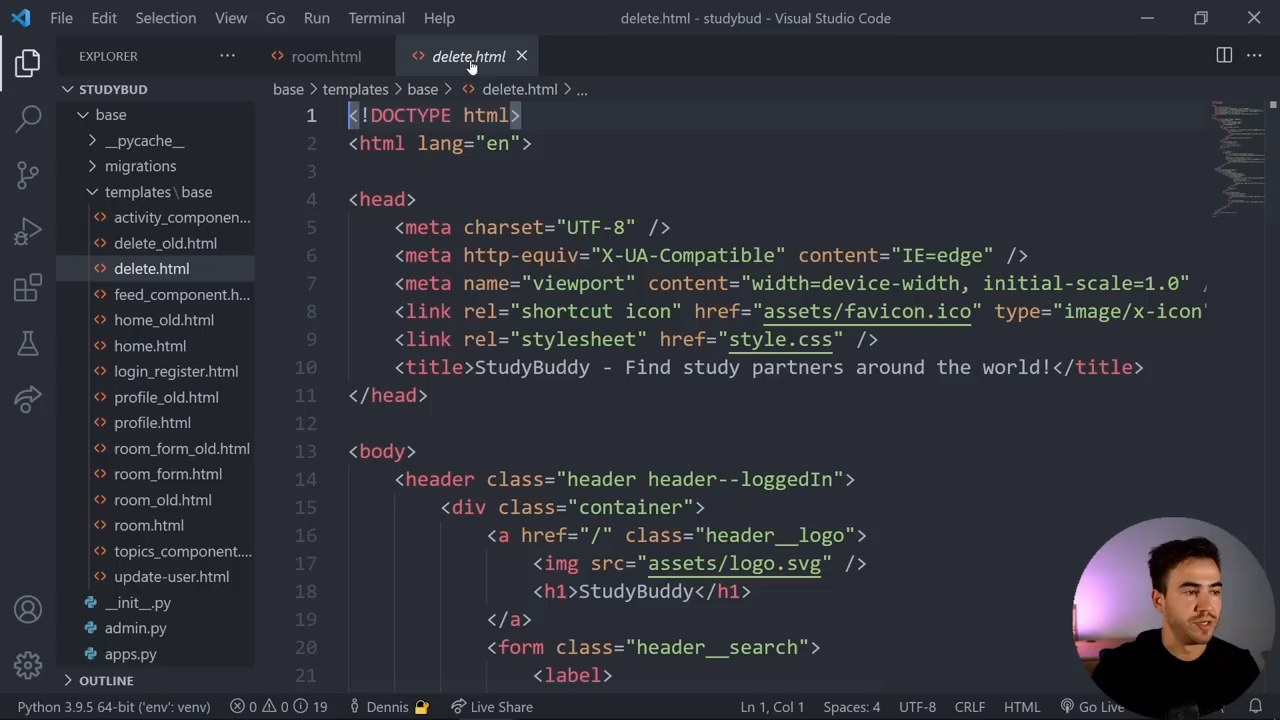 File Edit Selection View Go Run Terminal Help
delete.html - studybud - Visual Studio Code
EXPLORER
room.html
delete.html
STUDYBUD
base > templates > base > delete.html > ...
base
__pycache__
migrations
templates\base
activity_componen...
delete_old.html
delete.html
feed_component.h...
home_old.html
home.html
login_register.html
profile_old.html
profile.html
room_form_old.html
room_form.html
room_old.html
room.html
topics_component....
update-user.html
__init__.py
admin.py
apps.py
OUTLINE
1 <!DOCTYPE html>
2 <html lang="en">
3
4 <head>
5 <meta charset="UTF-8" />
6 <meta http-equiv="X-UA-Compatible" content="IE=edge" />
7 <meta name="viewport" content="width=device-width, initial-scale=1.0" /
8 <link rel="shortcut icon" href="assets/favicon.ico" type="image/x-icon"
9 <link rel="stylesheet" href="style.css" />
10 <title>StudyBuddy - Find study partners around the world!</title>
11 </head>
12
13 <body>
14 <header class="header header--loggedIn">
15 <div class="container">
16 <a href="/" class="header__logo">
17 <img src="assets/logo.svg" />
18 <h1>StudyBuddy</h1>
19 </a>
20 <form class="header__search">
21 <label>
Python 3.9.5 64-bit ('env': venv) 0 0 19 Dennis Live Share Ln 1, Col 1 Spaces: 4 UTF-8 CRLF HTML Go Live